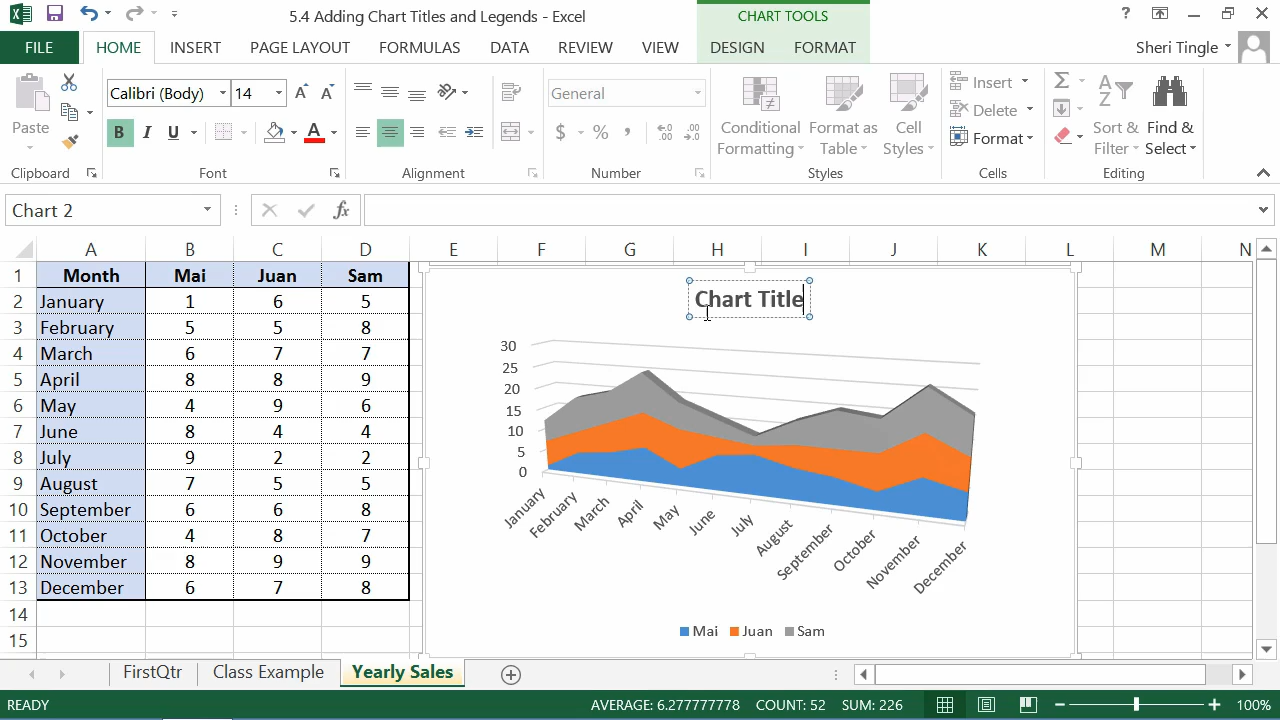 5.4 Adding Chart Titles and Legends - Excel
CHART TOOLS
?
FILE HOME INSERT PAGE LAYOUT FORMULAS DATA REVIEW VIEW DESIGN FORMAT Sheri Tingle
Paste
Calibri (Body) 14 A A
B I U A
General
$ % ,
Conditional Formatting
Format as Table
Cell Styles
Insert
Delete
Format
Sort & Filter
Find & Select
Clipboard Font Alignment Number Styles Cells Editing
Chart 2 fx
A B C D E F G H I J K L M N
1 Month Mai Juan Sam
2 January 1 6 5
3 February 5 5 8
4 March 6 7 7
5 April 8 8 9
6 May 4 9 6
7 June 8 4 4
8 July 9 2 2
9 August 7 5 5
10 September 6 6 8
11 October 4 8 7
12 November 8 9 9
13 December 6 7 8
14
15
Chart Title
30
25
20
15
10
5
0
January February March April May June July August September October November December
Mai Juan Sam
FirstQtr Class Example Yearly Sales
READY AVERAGE: 6.277777778 COUNT: 52 SUM: 226 100%